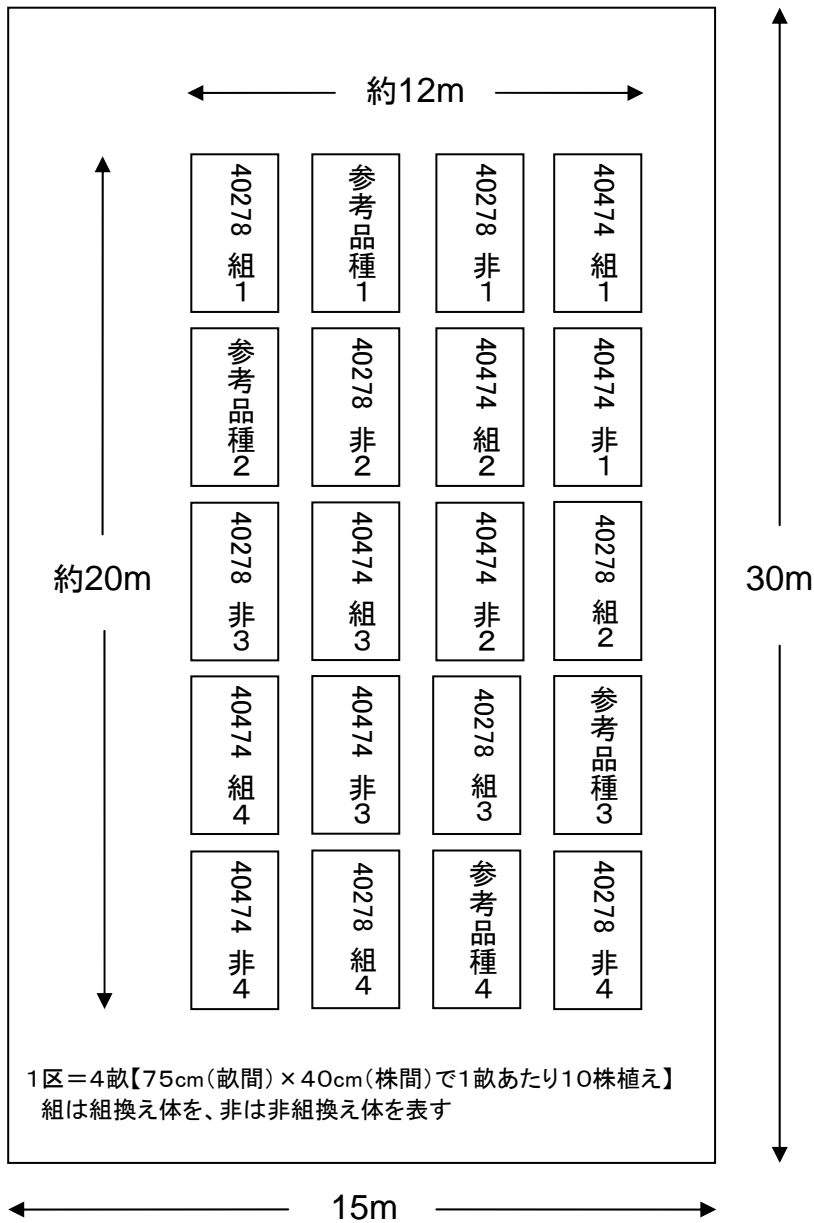 約12m
40278 組1
参考品種1
40278 非1
40474 組1
参考品種2
40278 非2
40474 組2
40474 非1
40278 非3
40474 組3
40474 非2
40278 組2
40474 組4
40474 非3
40278 組3
参考品種3
40474 非4
40278 組4
参考品種4
40278 非4
約20m
30m
1区=4畝【75cm(畝間)×40cm(株間)で1畝あたり10株植え】
組は組換え体を、非は非組換え体を表す
15m